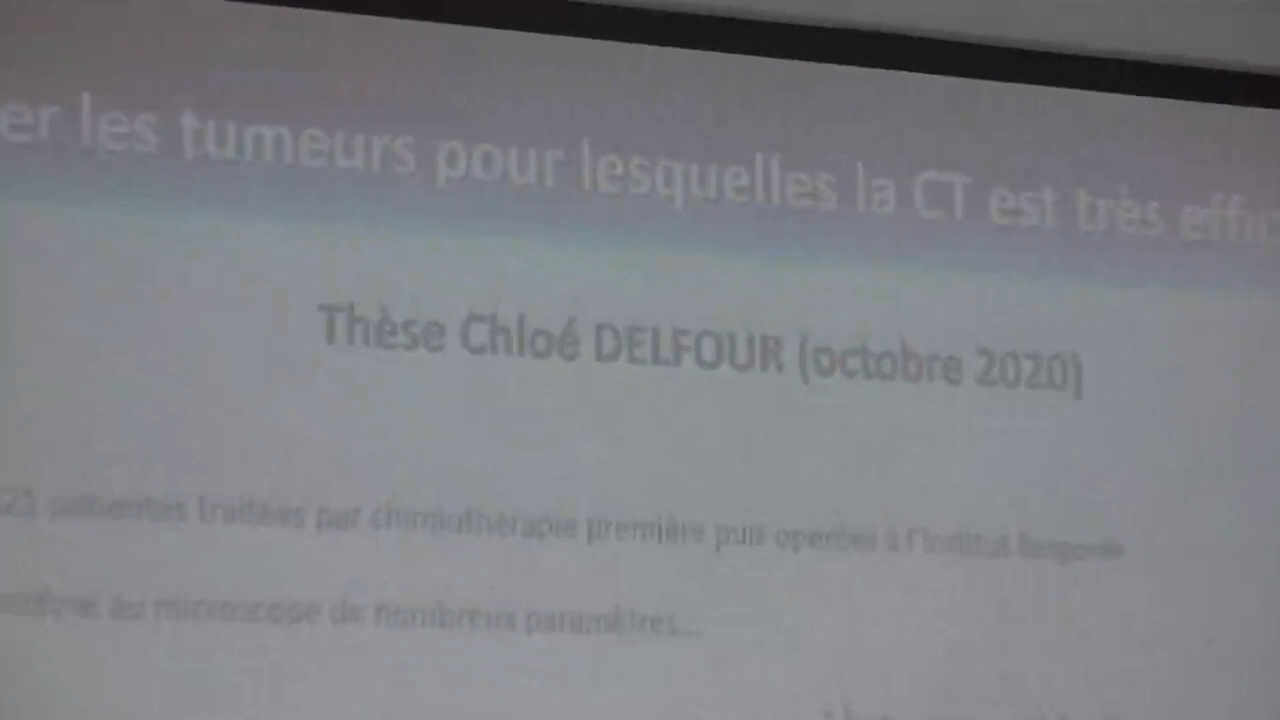 er les tumeurs pour lesquelles la CT est très effic
Thèse Chloé DELFOUR (octobre 2020)
patientes traitées par chimiothérapie première puis opérées à l'Institut
au microscope de nombreux paramètres...